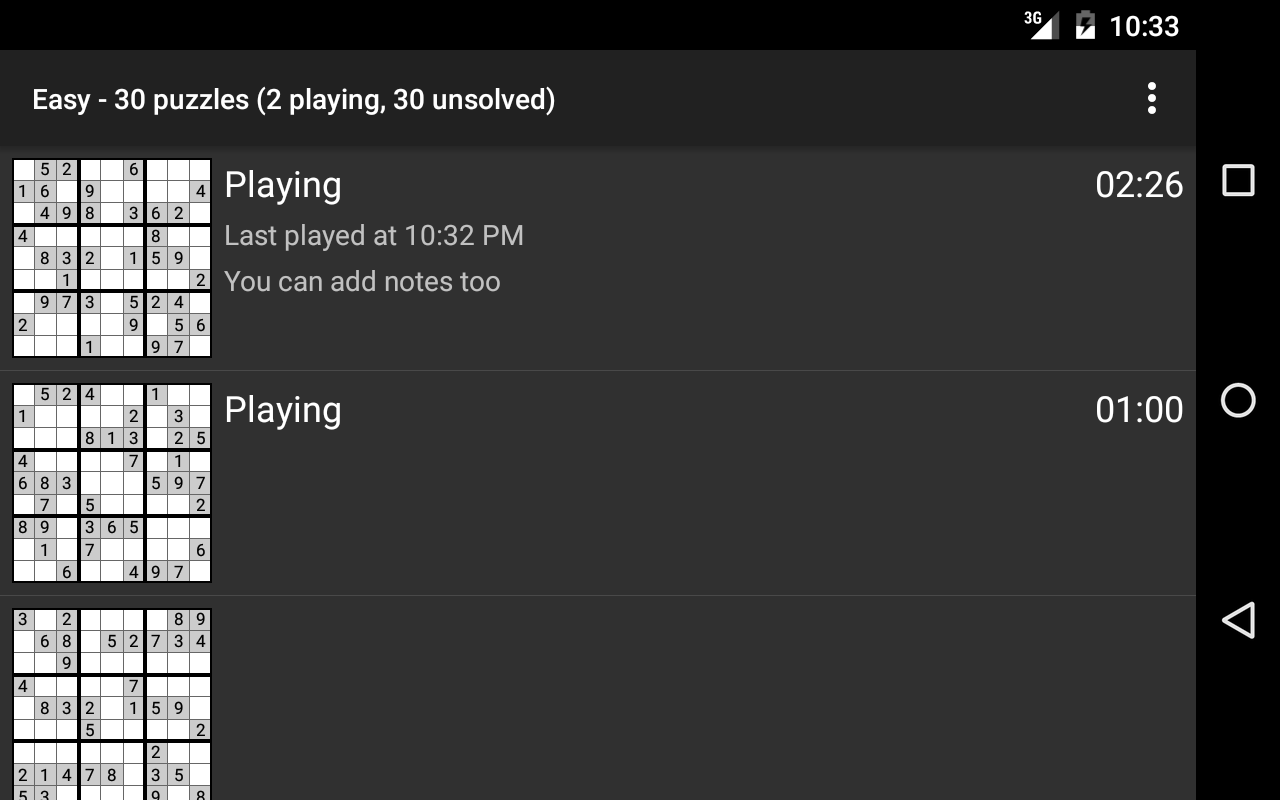 3G 10:33
Easy - 30 puzzles (2 playing, 30 unsolved)
5 2 6
1 6 9 4
4 9 8 3 6 2
4 8
8 3 2 1 5 9
1 2
9 7 3 5 2 4
2 9 5 6
1 9 7
Playing 02:26
Last played at 10:32 PM
You can add notes too
5 2 4 1
1 2 3
8 1 3 2 5
4 7 1
6 8 3 5 9 7
7 5 2
8 9 3 6 5
1 7 6
6 4 9 7
Playing 01:00
3 2 8 9
6 8 5 2 7 3 4
9
4 7
8 3 2 1 5 9
5 2
2
2 1 4 7 8 3 5
5 3 9 8